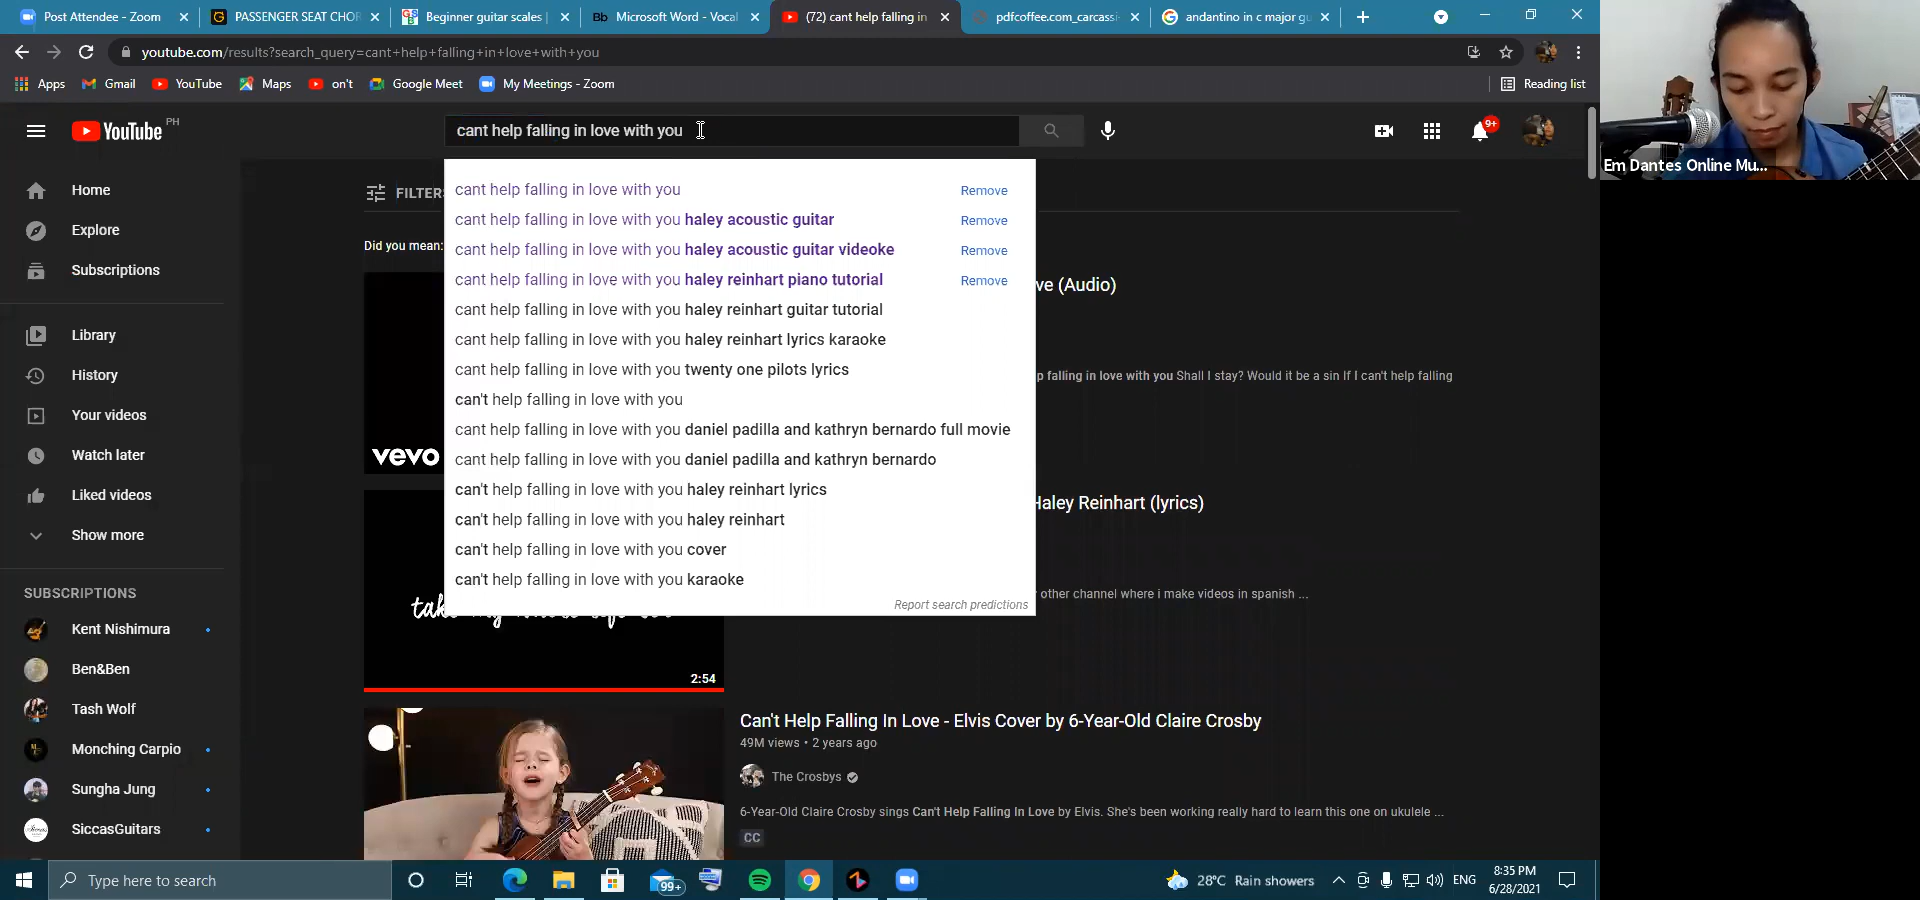 Post Attendee - Zoom
PASSENGER SEAT CHOR
Beginner guitar scales |
Microsoft Word - Vocal
(72) cant help falling in
pdfcoffee.com_carcassi
andantino in c major gu
youtube.com/results?search_query=cant+help+falling+in+love+with+you
Apps
Gmail
YouTube
Maps
on't
Google Meet
My Meetings - Zoom
Reading list
YouTube PH
cant help falling in love with you
9+
Em Dantes Online Mu...
Home
Explore
Subscriptions
Library
History
Your videos
Watch later
Liked videos
Show more
SUBSCRIPTIONS
Kent Nishimura
Ben&Ben
Tash Wolf
Monching Carpio
Sungha Jung
SiccasGuitars
FILTERS
Did you mean:
cant help falling in love with you Remove
cant help falling in love with you haley acoustic guitar Remove
cant help falling in love with you haley acoustic guitar videoke Remove
cant help falling in love with you haley reinhart piano tutorial Remove
cant help falling in love with you haley reinhart guitar tutorial
cant help falling in love with you haley reinhart lyrics karaoke
cant help falling in love with you twenty one pilots lyrics
can't help falling in love with you
cant help falling in love with you daniel padilla and kathryn bernardo full movie
cant help falling in love with you daniel padilla and kathryn bernardo
can't help falling in love with you haley reinhart lyrics
can't help falling in love with you haley reinhart
can't help falling in love with you cover
can't help falling in love with you karaoke
Report search predictions
ve (Audio)
p falling in love with you Shall I stay? Would it be a sin If I can't help falling
vevo
Haley Reinhart (lyrics)
other channel where i make videos in spanish ...
2:54
Can't Help Falling In Love - Elvis Cover by 6-Year-Old Claire Crosby
49M views • 2 years ago
The Crosbys
6-Year-Old Claire Crosby sings Can't Help Falling In Love by Elvis. She's been working really hard to learn this one on ukulele ...
CC
Type here to search
99+
28°C Rain showers
ENG
8:35 PM
6/28/2021